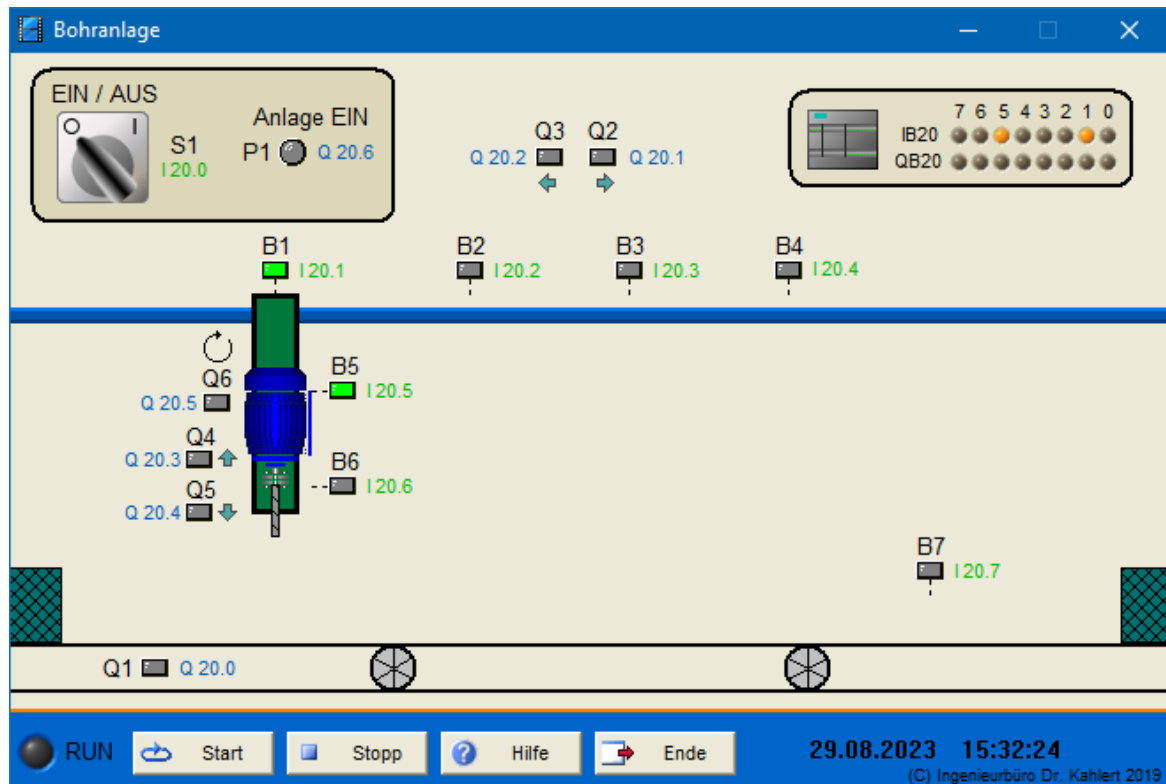 Bohranlage
EIN / AUS
O I
S1
I 20.0
Anlage EIN
P1 Q 20.6
Q3 Q2
Q 20.2 Q 20.1
7 6 5 4 3 2 1 0
IB20
QB20
B1
I 20.1
B2
I 20.2
B3
I 20.3
B4
I 20.4
Q6
Q 20.5
B5
I 20.5
Q4
Q 20.3
B6
I 20.6
Q5
Q 20.4
B7
I 20.7
Q1 Q 20.0
RUN Start Stopp Hilfe Ende 29.08.2023 15:32:24
(C) Ingenieurbüro Dr. Kahlert 2019